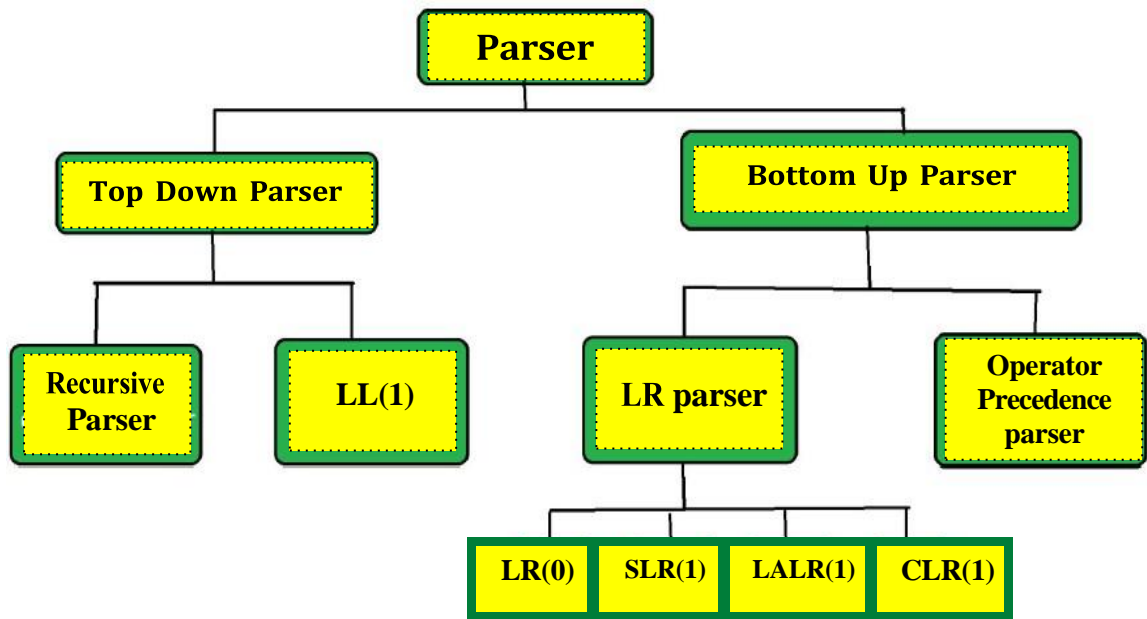 Parser
Top Down Parser
Bottom Up Parser
Recursive
Parser
LL(1)
LR parser
Operator
Precedence
parser
LR(0)
SLR(1)
LALR(1)
CLR(1)